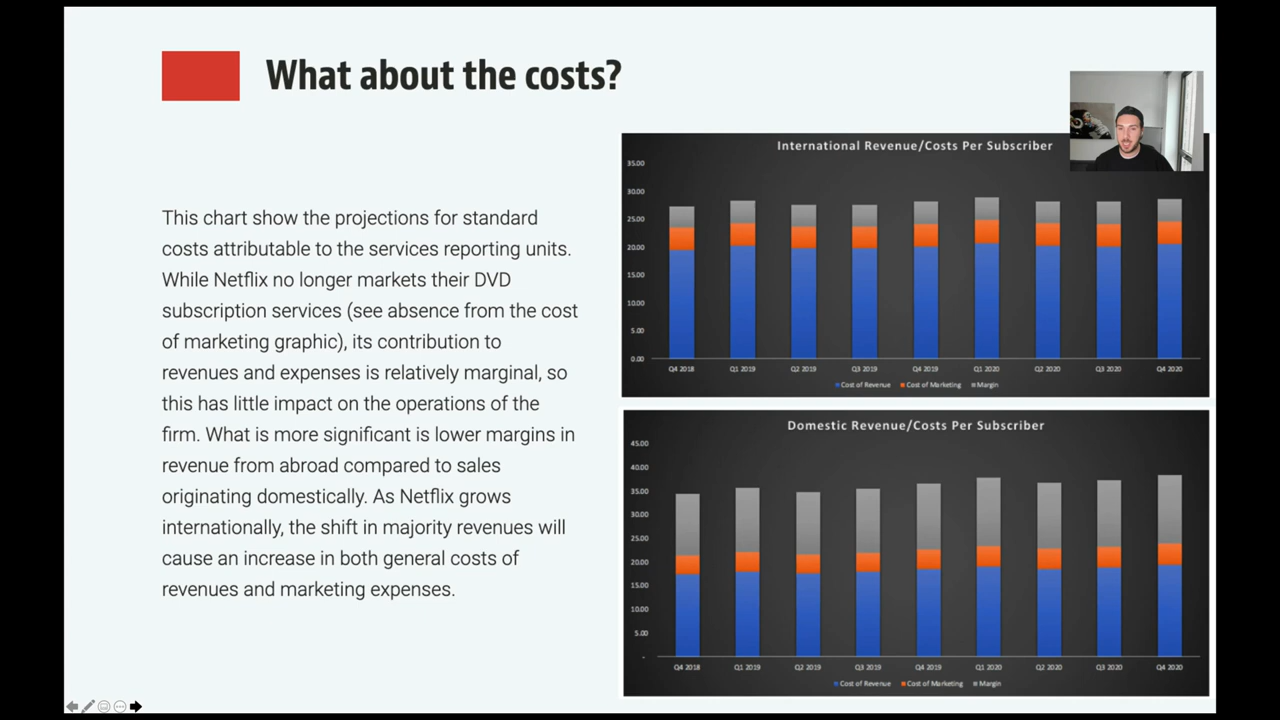 What about the costs?
This chart show the projections for standard
costs attributable to the services reporting units.
While Netflix no longer markets their DVD
subscription services (see absence from the cost
of marketing graphic), its contribution to
revenues and expenses is relatively marginal, so
this has little impact on the operations of the
firm. What is more significant is lower margins in
revenue from abroad compared to sales
originating domestically. As Netflix grows
internationally, the shift in majority revenues will
cause an increase in both general costs of
revenues and marketing expenses.
International Revenue/Costs Per Subscriber
35.00
30.00
25.00
20.00
15.00
10.00
5.00
0.00
Q4 2018 Q1 2019 Q2 2019 Q3 2019 Q4 2019 Q1 2020 Q2 2020 Q3 2020 Q4 2020
Cost of Revenue Cost of Marketing Margin
Domestic Revenue/Costs Per Subscriber
45.00
40.00
35.00
30.00
25.00
20.00
15.00
10.00
5.00
-
Q4 2018 Q1 2019 Q2 2019 Q3 2019 Q4 2019 Q1 2020 Q2 2020 Q3 2020 Q4 2020
Cost of Revenue Cost of Marketing Margin